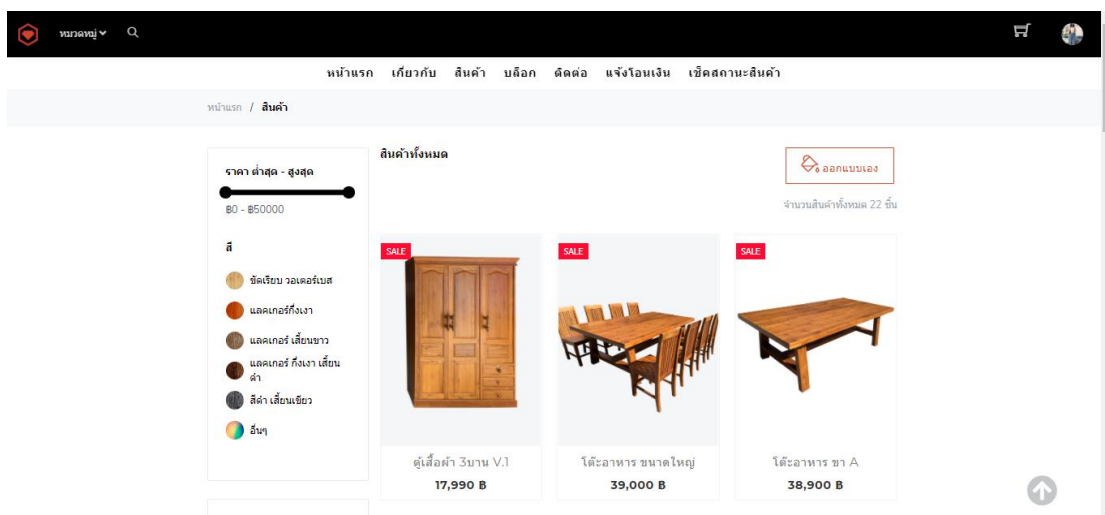 หมวดหมู่
หน้าแรก เกี่ยวกับ สินค้า บล็อก ติดต่อ แจ้งโอนเงิน เช็คสถานะสินค้า
หน้าแรก / สินค้า
ราคา ต่ำสุด - สูงสุด
฿0 - ฿50000
สี
ขัดเรียบ วอเตอร์เบส
แลคเกอร์กึ่งเงา
แลคเกอร์ เสี้ยนขาว
แลคเกอร์ กึ่งเงา เสี้ยน
ดำ
สีดำ เสี้ยนเขียว
อื่นๆ
สินค้าทั้งหมด
ออกแบบเอง
จำนวนสินค้าทั้งหมด 22 ชิ้น
SALE
SALE
SALE
ตู้เสื้อผ้า 3บาน V.1
17,990 ฿
โต๊ะอาหาร ขนาดใหญ่
39,000 ฿
โต๊ะอาหาร ขา A
38,900 ฿